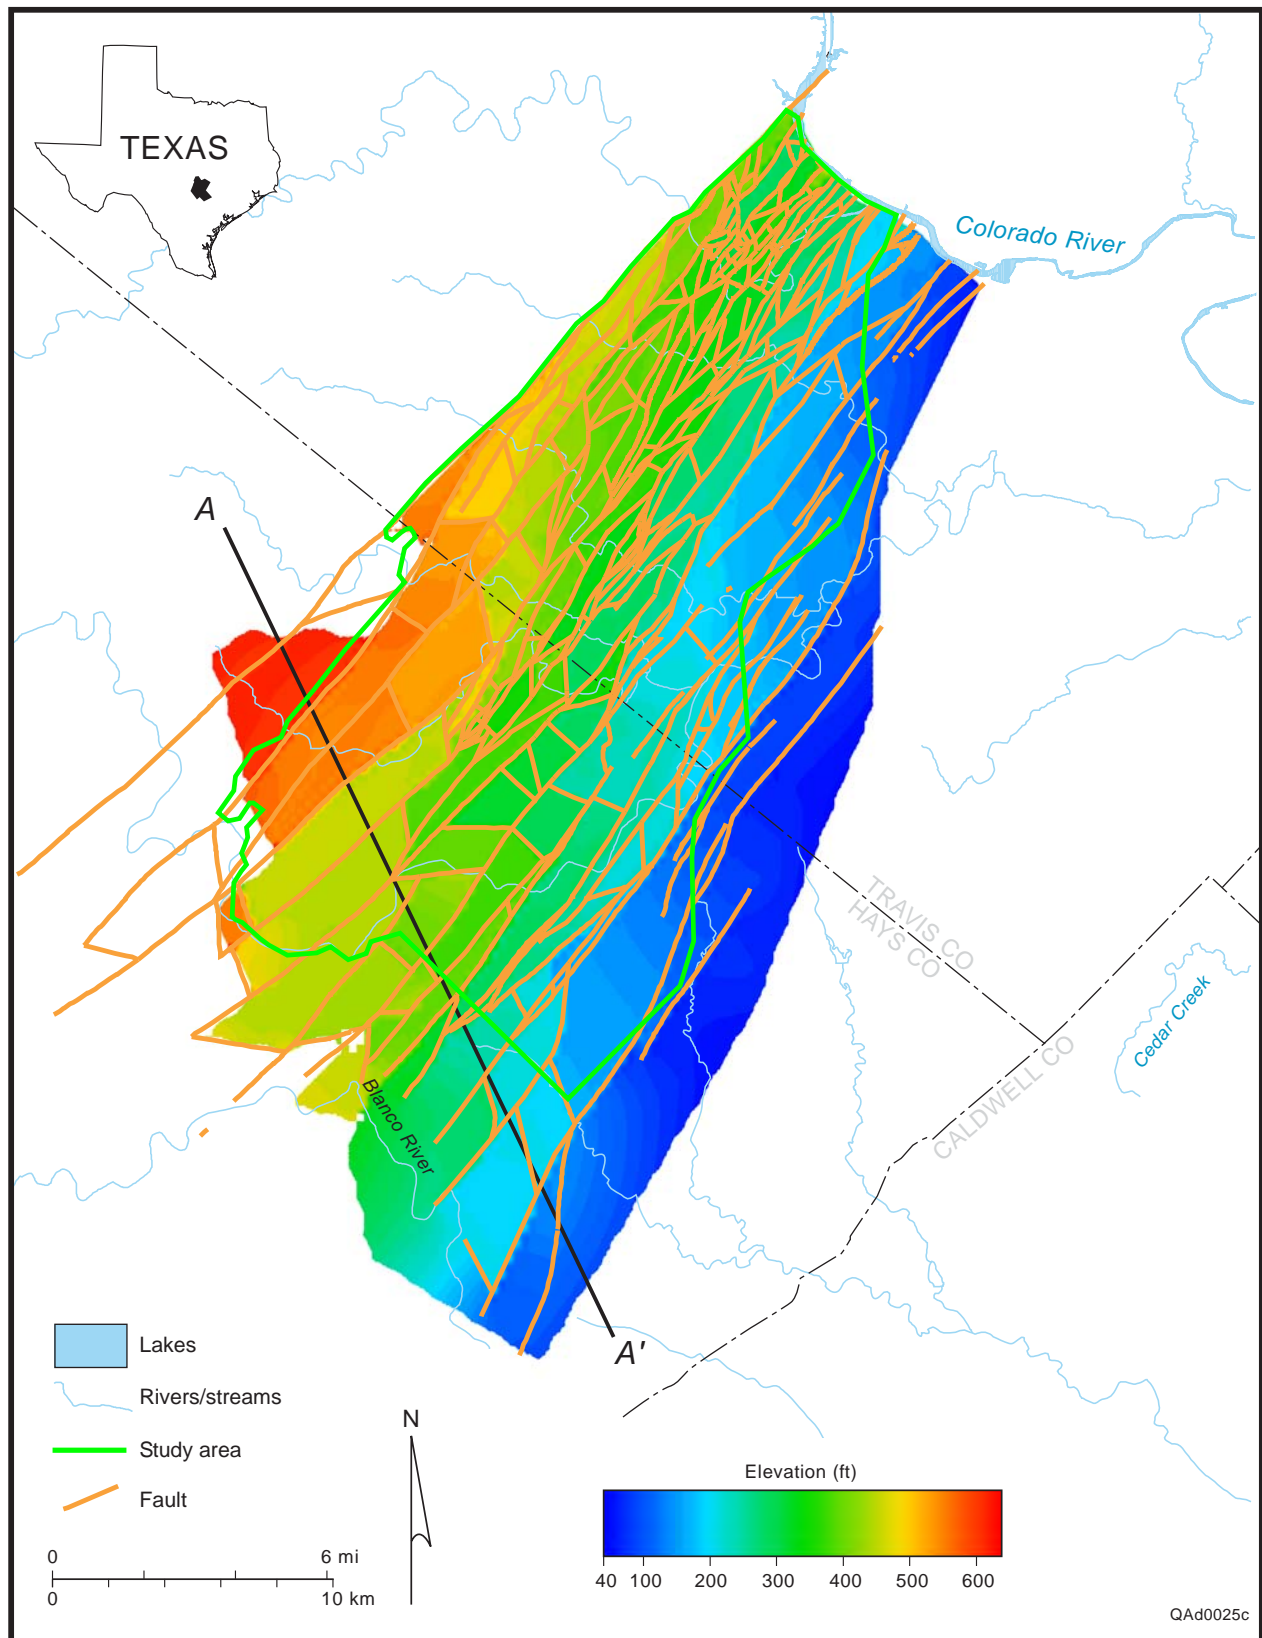 TEXAS
Colorado River
A
TRAVIS CO
HAYS CO
Cedar Creek
CALDWELL CO
Blanco River
A'
Lakes
Rivers/streams
Study area
Fault
N
0 6 mi
0 10 km
Elevation (ft)
40 100 200 300 400 500 600
QAd0025c